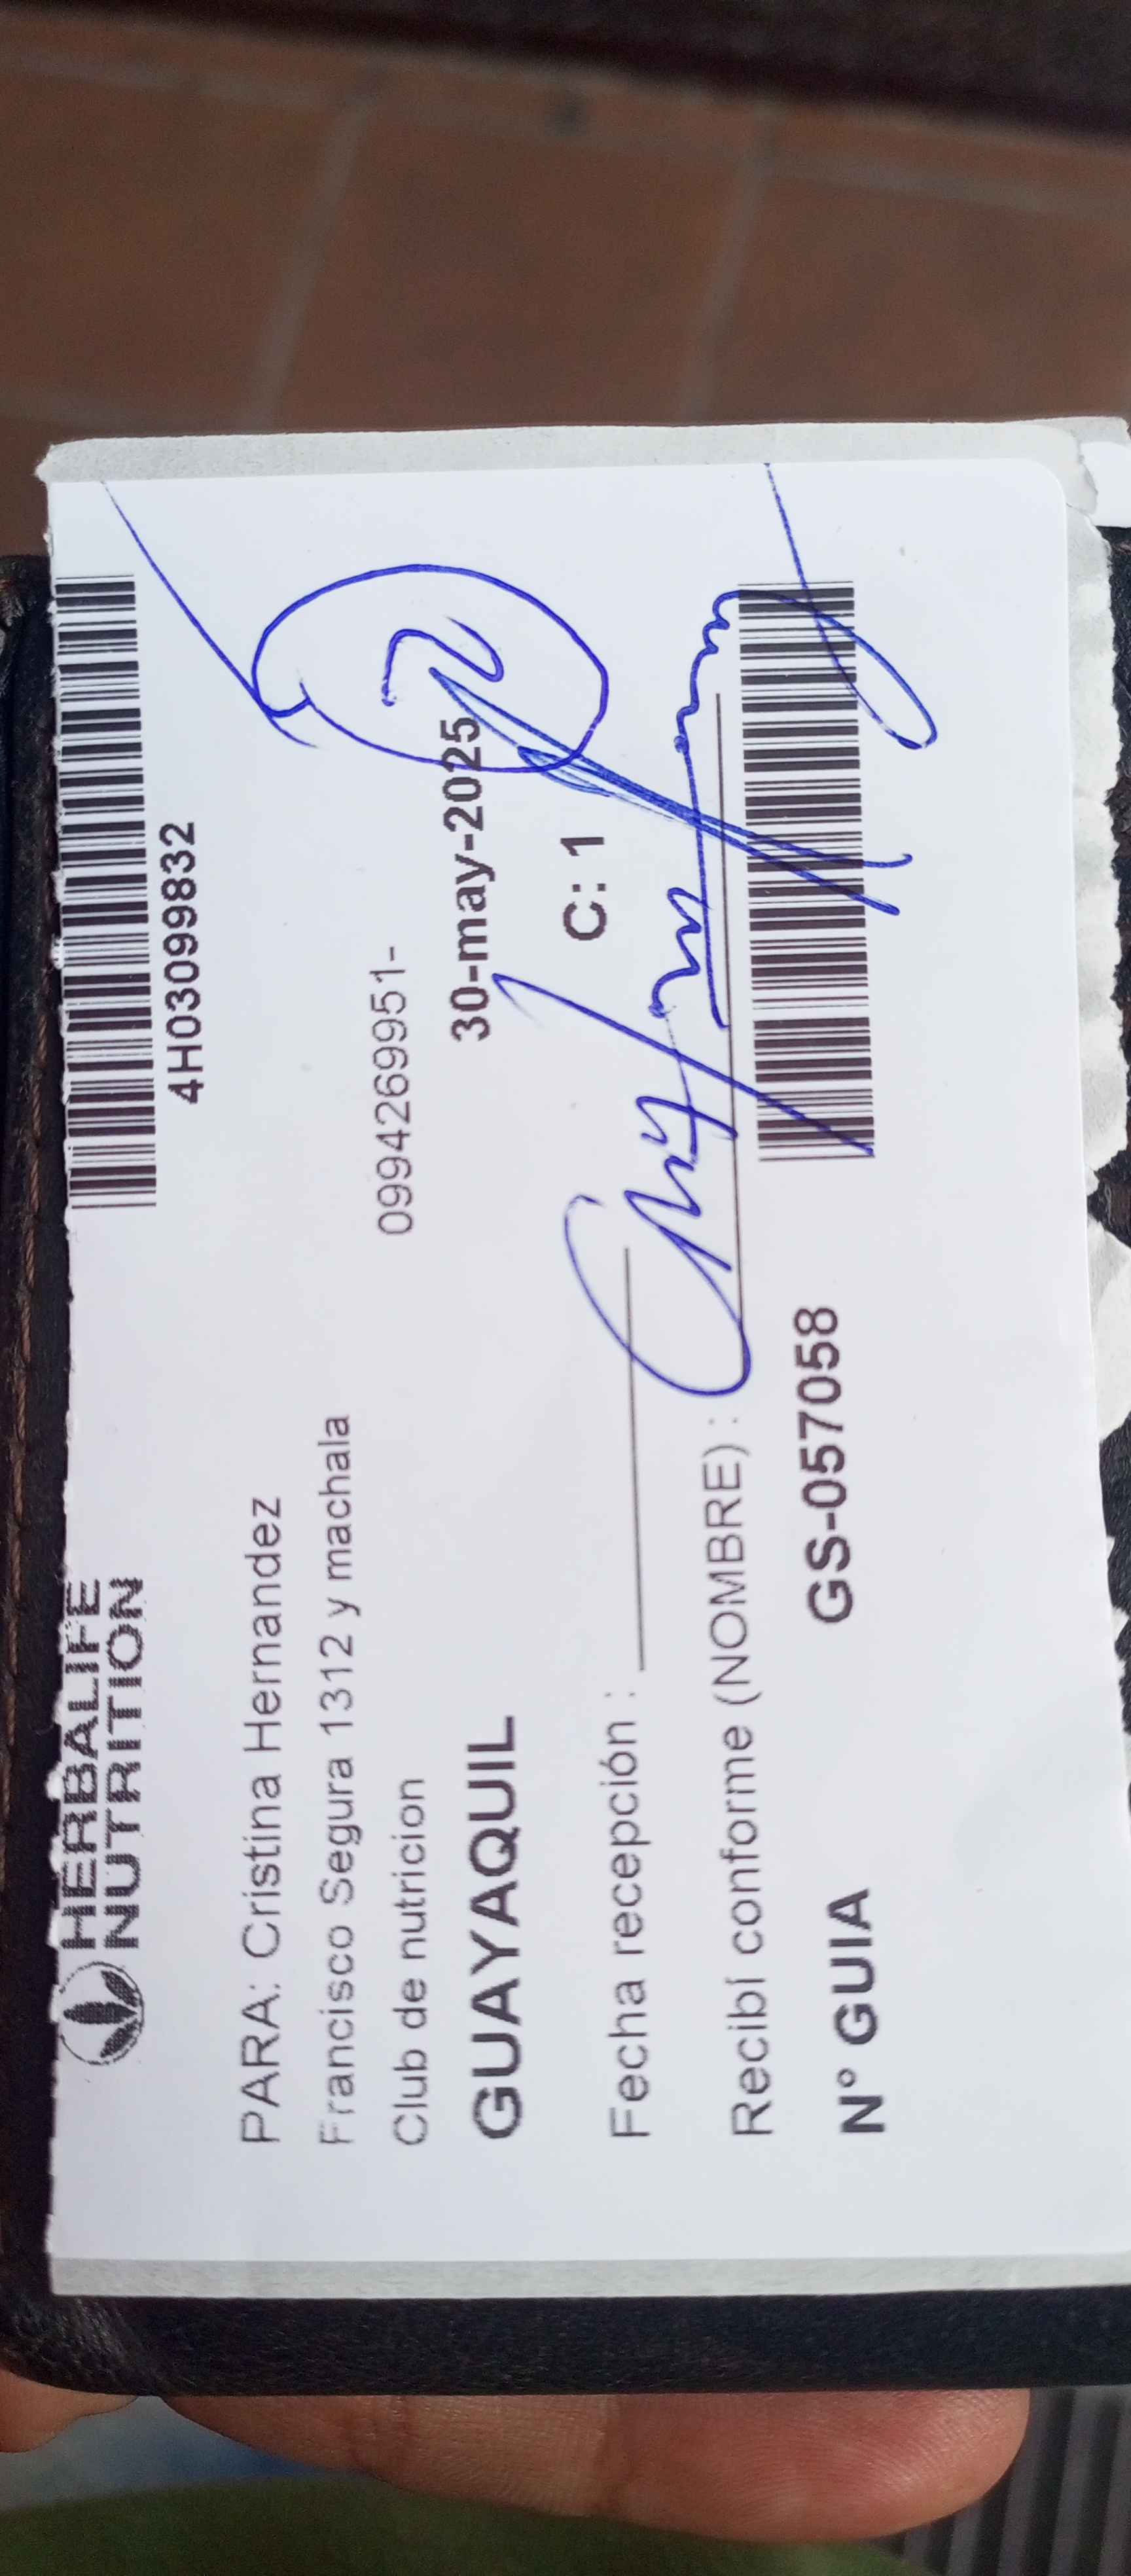 HERBALIFE
NUTRITION
4H0309832
PARA: Cristina Hernandez
Francisco Segura 1312 y machala
Club de nutricion
0994269951-
GUAYAQUIL
30-may-2025
Fecha recepción :
C: 1
Recibí conforme (NOMBRE) :
N° GUIA
GS-057058